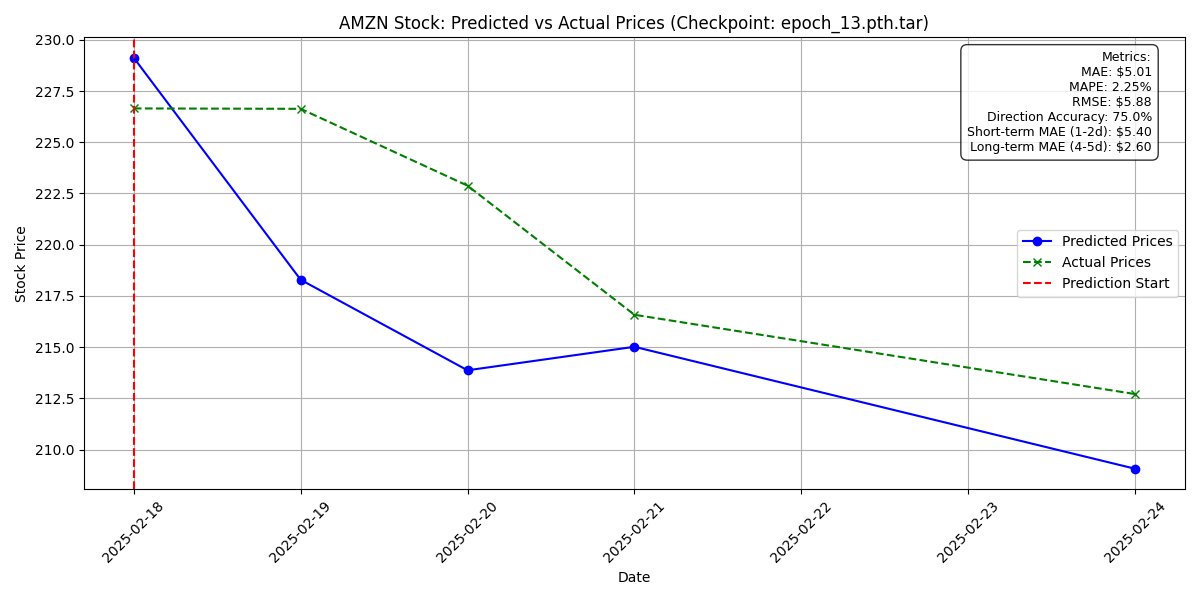 AMZN Stock: Predicted vs Actual Prices (Checkpoint: epoch_13.pth.tar)
Metrics:
MAE: $5.01
MAPE: 2.25%
RMSE: $5.88
Direction Accuracy: 75.0%
Short-term MAE (1-2d): $5.40
Long-term MAE (4-5d): $2.60
Predicted Prices
Actual Prices
Prediction Start
Stock Price
230.0
227.5
225.0
222.5
220.0
217.5
215.0
212.5
210.0
2025-02-18
2025-02-19
2025-02-20
2025-02-21
2025-02-22
2025-02-23
2025-02-24
Date